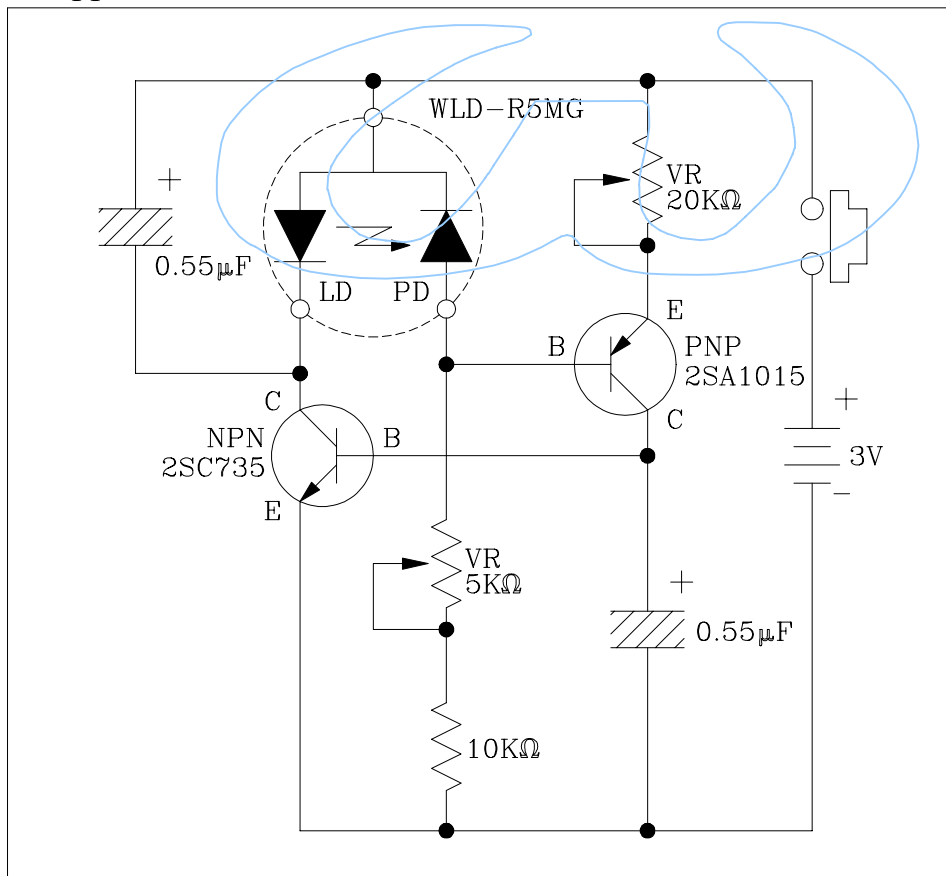 WLD-R5MG
+
VR
20KΩ
0.55μF
LD PD
E
B
PNP
2SA1015
C
C
+
NPN
2SC735
B
3V
E
-
VR
5KΩ
+
0.55μF
10KΩ